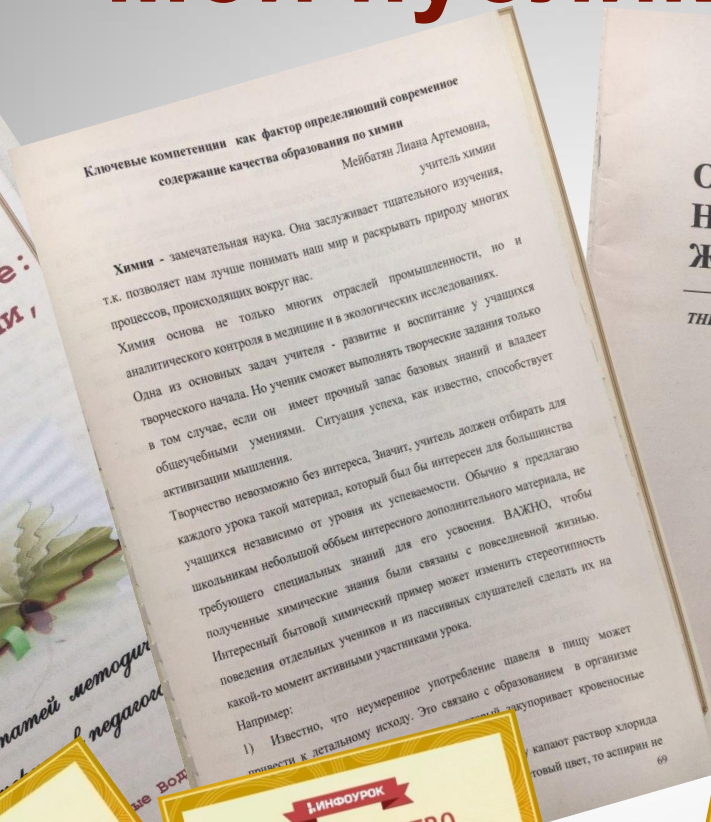 Ключевые компетенции как фактор определяющий современное
содержание качества образования по химии
Мейбатян Лиана Артемовна,
учитель химии
Химия - замечательная наука. Она заслуживает тщательного изучения,
т.к. позволяет нам лучше понимать наш мир и раскрывать природу многих
процессов, происходящих вокруг нас.
Химия основа не только многих отраслей промышленности, но и
аналитического контроля в медицине и в экологических исследованиях.
Одна из основных задач учителя - развитие и воспитание у учащихся
творческого начала. Но ученик сможет выполнять творческие задания только
в том случае, если он имеет прочный запас базовых знаний и владеет
общеучебными умениями. Ситуация успеха, как известно, способствует
активизации мышления.
Творчество невозможно без интереса, Значит, учитель должен отбирать для
каждого урока такой материал, который был бы интересен для большинства
учащихся независимо от уровня их успеваемости. Обычно я предлагаю
школьникам небольшой объем интересного дополнительного материала, не
требующего специальных знаний для его усвоения. ВАЖНО, чтобы
полученные химические знания были связаны с повседневной жизнью.
Интересный бытовой химический пример может изменить стереотипность
поведения отдельных учеников и из пассивных слушателей сделать их на
какой-то момент активными участниками урока.
Например:
1) Известно, что неумеренное употребление щавеля в пищу может
привести к летальному исходу. Это связано с образованием в организме
закупоривает кровеносные
капают раствор хлорида
цвет, то аспирин не
69
ИНФОУРОК